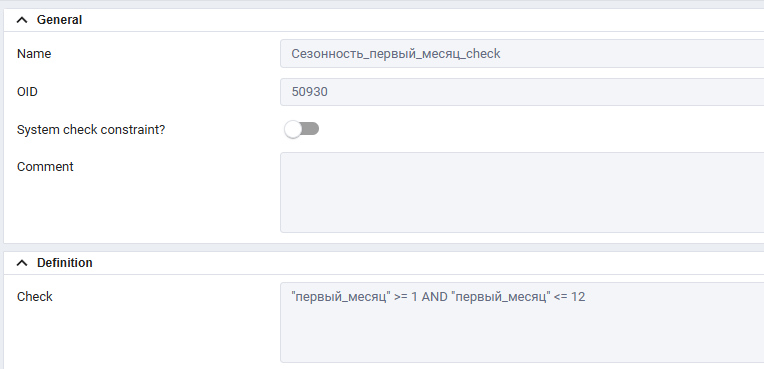 General
Name
Сезонность_первый_месяц_check
OID
50930
System check constraint?
Comment
Definition
Check
"первый_месяц" >= 1 AND "первый_месяц" <= 12